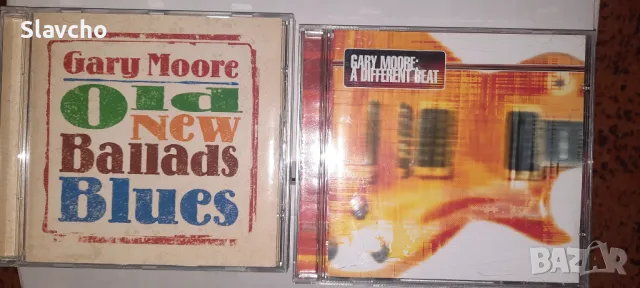 Slavcho
Gary Moore
Old
NEW
Ballads
Blues
GARY MOORE:
A DIFFERENT BEAT
BAZAR